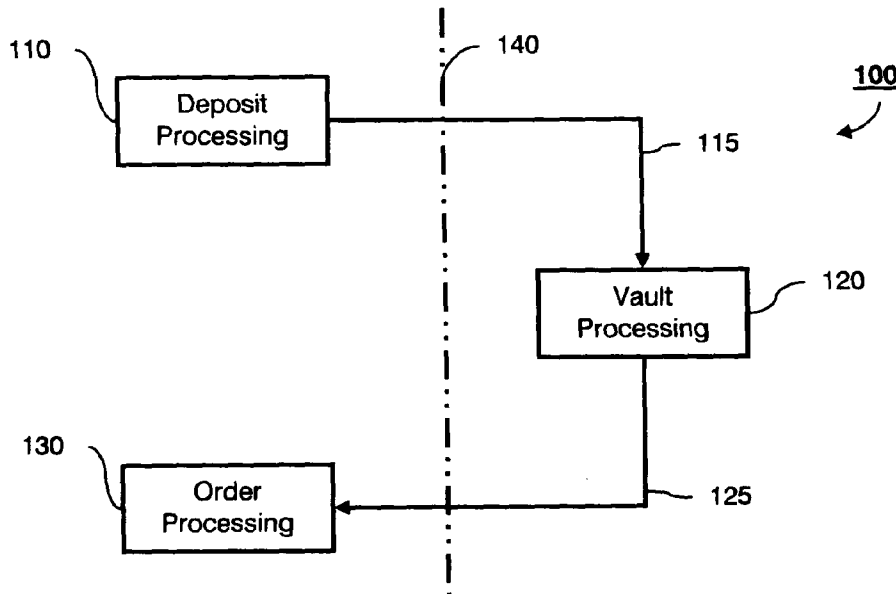 110
140
100
Deposit
Processing
115
Vault
Processing
120
130
Order
Processing
125